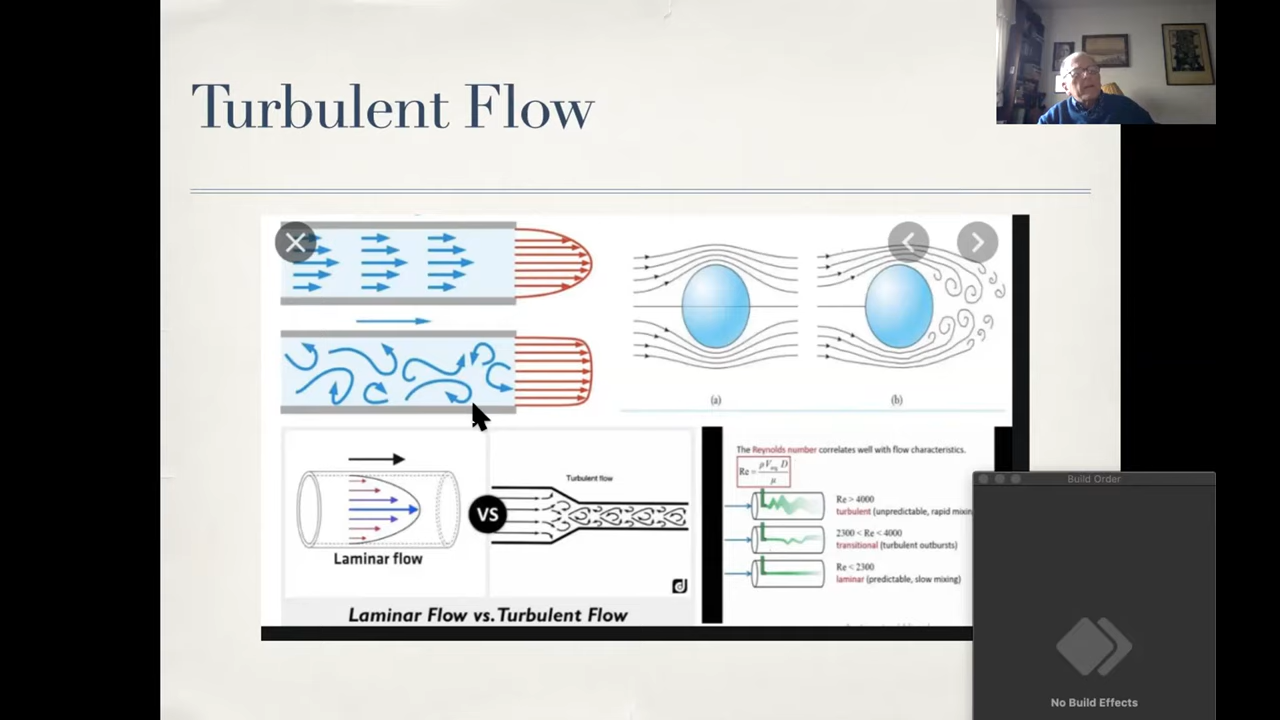 Turbulent Flow
(a)
(b)
Laminar flow
VS
Turbulent flow
Laminar Flow vs. Turbulent Flow
The Reynolds number correlates well with flow characteristics.
Re = ρ V_avg D / μ
Re > 4000
turbulent (unpredictable, rapid
2300 < Re < 4000
transitional (turbulent outbursts)
Re < 2300
laminar (predictable, slow mixing)
Build Order
No Build Effects